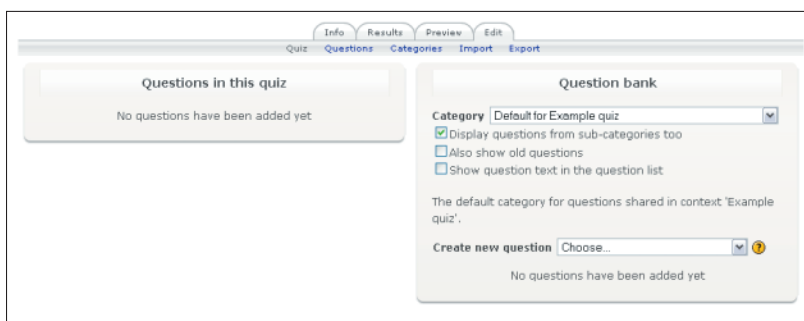 Info Results Preview Edit
Quiz Questions Categories Import Export
Questions in this quiz
No questions have been added yet
Question bank
Category Default for Example quiz
Display questions from sub-categories too
Also show old questions
Show question text in the question list
The default category for questions shared in context 'Example
quiz'.
Create new question Choose... ?
No questions have been added yet